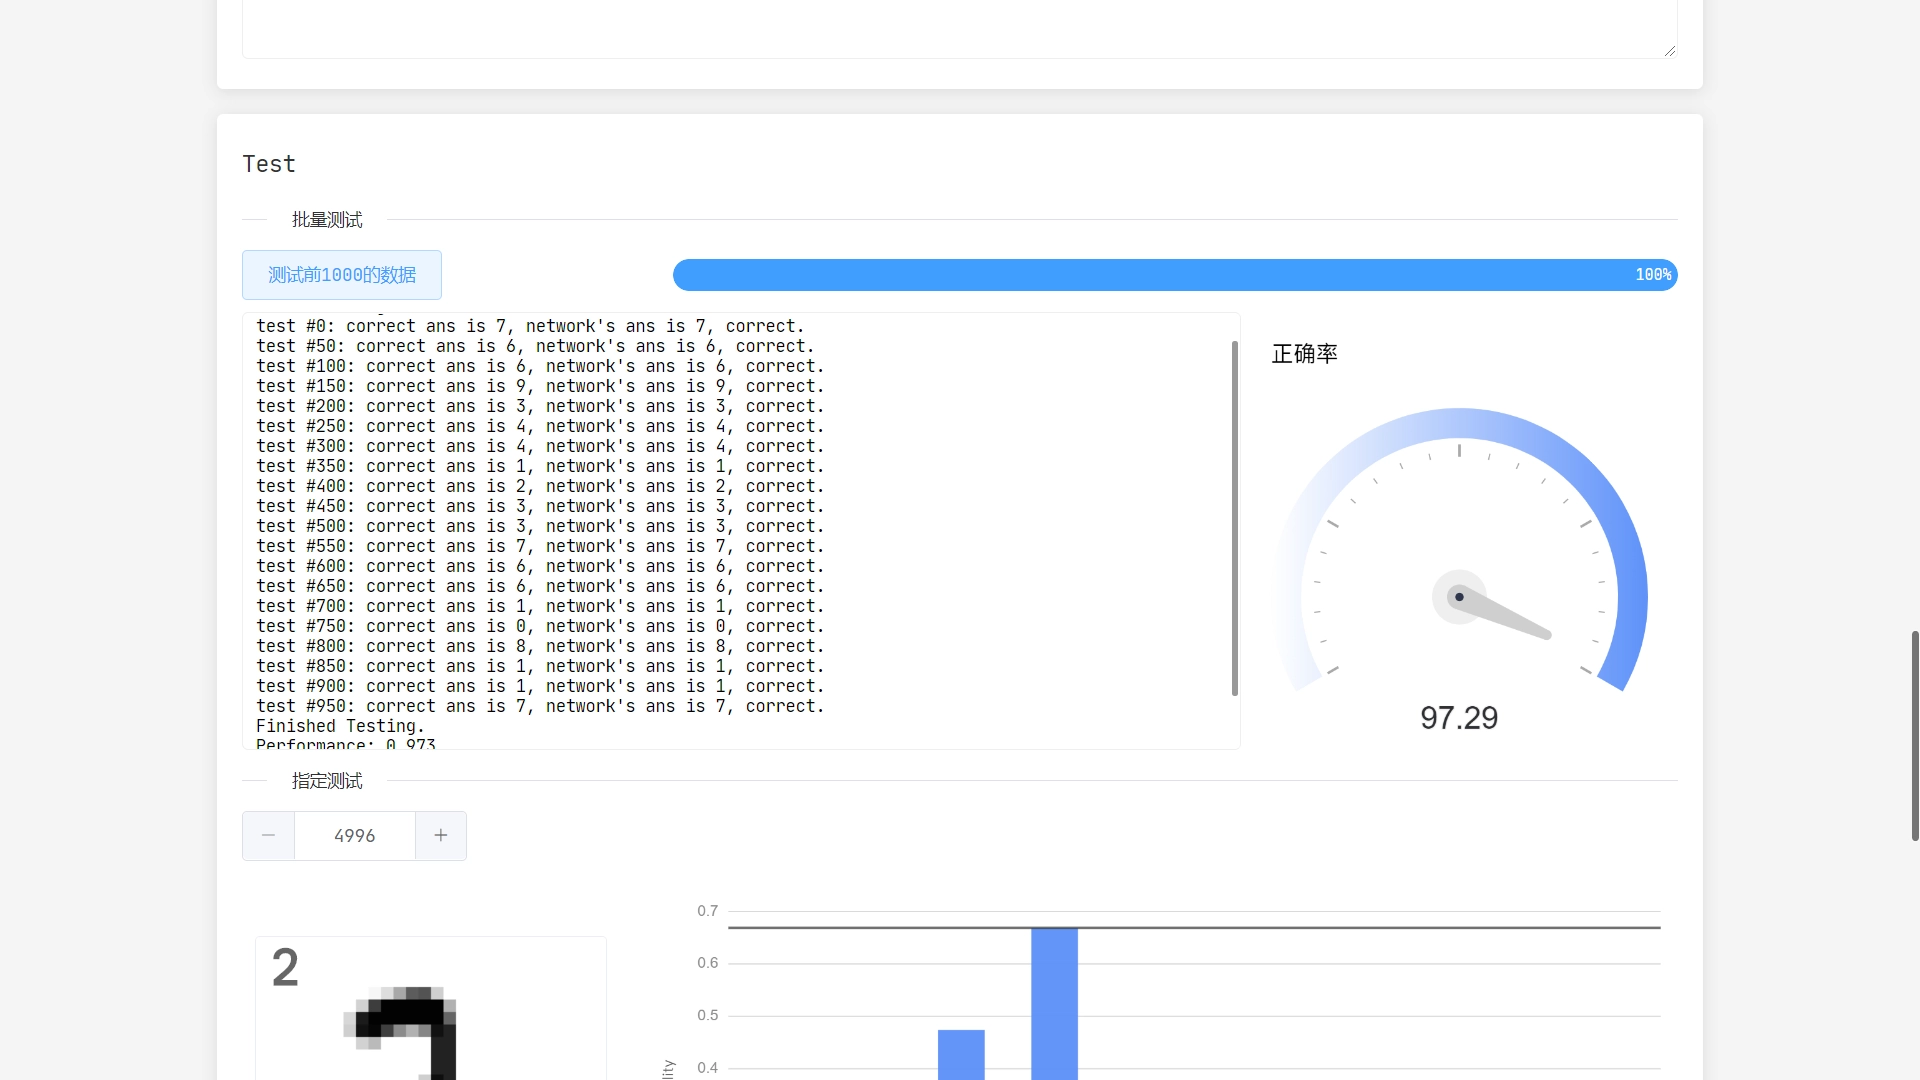 Test
批量测试
测试前1000的数据
100%
test #0: correct ans is 7, network's ans is 7, correct.
test #50: correct ans is 6, network's ans is 6, correct.
test #100: correct ans is 6, network's ans is 6, correct.
test #150: correct ans is 9, network's ans is 9, correct.
test #200: correct ans is 3, network's ans is 3, correct.
test #250: correct ans is 4, network's ans is 4, correct.
test #300: correct ans is 4, network's ans is 4, correct.
test #350: correct ans is 1, network's ans is 1, correct.
test #400: correct ans is 2, network's ans is 2, correct.
test #450: correct ans is 3, network's ans is 3, correct.
test #500: correct ans is 3, network's ans is 3, correct.
test #550: correct ans is 7, network's ans is 7, correct.
test #600: correct ans is 6, network's ans is 6, correct.
test #650: correct ans is 6, network's ans is 6, correct.
test #700: correct ans is 1, network's ans is 1, correct.
test #750: correct ans is 0, network's ans is 0, correct.
test #800: correct ans is 8, network's ans is 8, correct.
test #850: correct ans is 1, network's ans is 1, correct.
test #900: correct ans is 1, network's ans is 1, correct.
test #950: correct ans is 7, network's ans is 7, correct.
Finished Testing.
Performance: 0.973
正确率
97.29
指定测试
4996
2
0.7
0.6
0.5
0.4